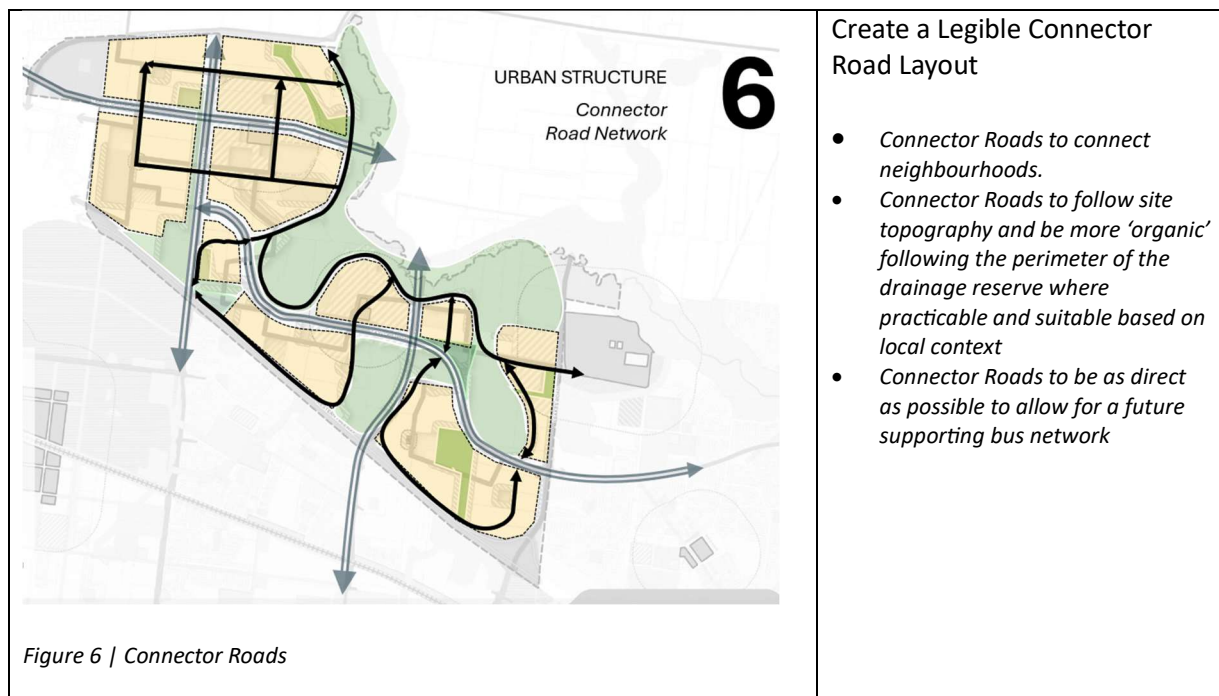 URBAN STRUCTURE
Connector
Road Network
6
Figure 6 | Connector Roads
Create a Legible Connector
Road Layout
• Connector Roads to connect
neighbourhoods.
• Connector Roads to follow site
topography and be more ‘organic’
following the perimeter of the
drainage reserve where
practicable and suitable based on
local context
• Connector Roads to be as direct
as possible to allow for a future
supporting bus network